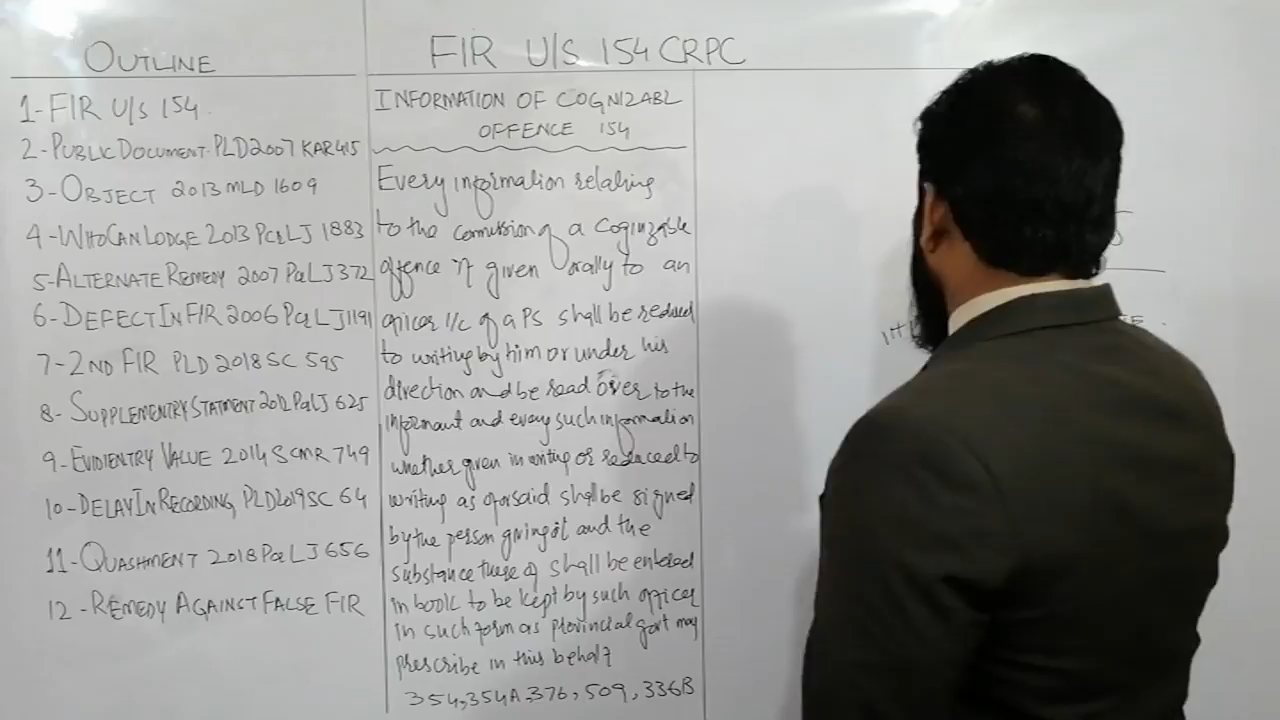 OUTLINE
1-FIR U/s 154
2-PUBLIC DOCUMENT PLD2007 KAR 415
3-OBJECT 2013 MLD 1609
4-WHO CAN LODGE 2013 PCrLJ 1883
5-ALTERNATE REMEDY 2007 PCrLJ 372
6-DEFECT IN FIR 2006 PCrLJ 1191
7-2ND FIR PLD 2018 SC 595
8-SUPPLEMENTRY STATMENT 2012 PCrLJ 625
9-EVIDIENTRY VALUE 2014 SCMR 749
10-DELAY IN RECORDING, PLD2019 SC 64
11-QUASHMENT 2018 PCrLJ 656
12-REMEDY AGAINST FALSE FIR
FIR U/S 154 CRPC
INFORMATION OF COGNIZABL
OFFENCE 154
Every information relating
to the commission of a Cognizable
offence if given orally to an
officer I/c of a PS shall be reduced
to writing by him or under his
direction and be read over to the
informant and every such information
whether given in writing or reduced to
writing as aforsaid shall be signed
by the person giving it and the
substance there of shall be entered
in book to be kept by such officer
in such form as provincial govt may
prescribe in this behalf
354,354A,376,509,336B